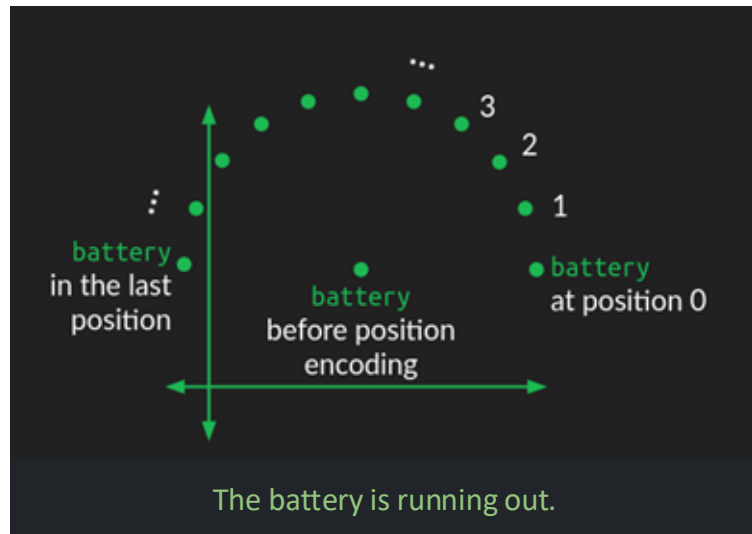 ...
3
2
...
1
battery
in the last
position
battery
before position
encoding
battery
at position 0
The battery is running out.